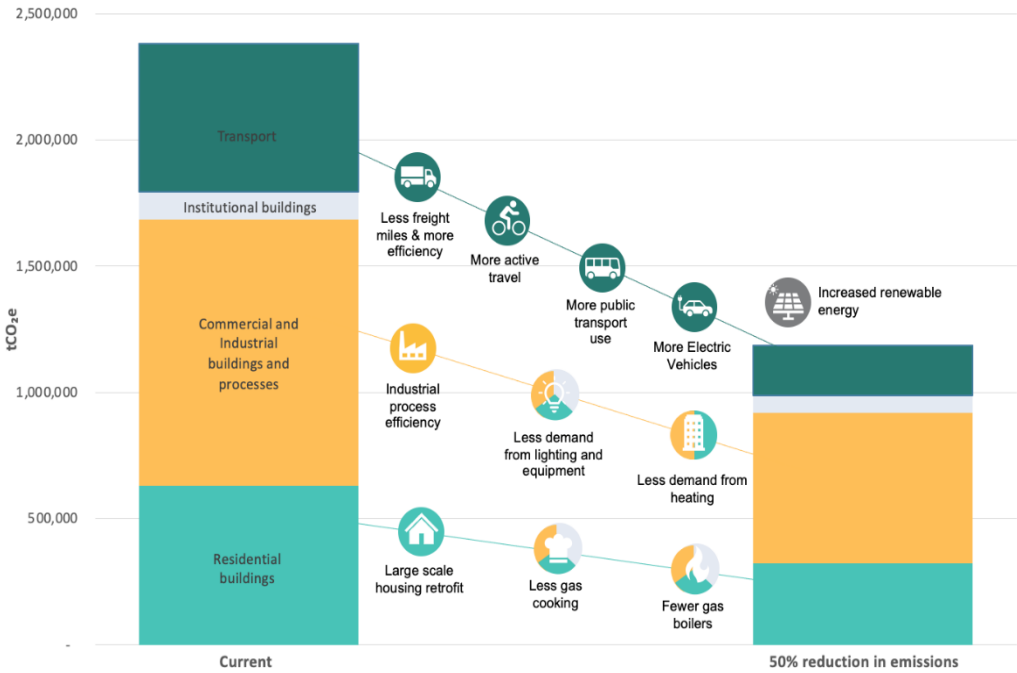 2,500,000
2,000,000
1,500,000
1,000,000
500,000
-
tCO₂e
Transport
Institutional buildings
Commercial and
Industrial
buildings and
processes
Residential
buildings
Less freight
miles & more
efficiency
More active
travel
More public
transport
use
More Electric
Vehicles
Increased renewable
energy
Industrial
process
efficiency
Less demand
from lighting and
equipment
Less demand from
heating
Large scale
housing retrofit
Less gas
cooking
Fewer gas
boilers
Current
50% reduction in emissions